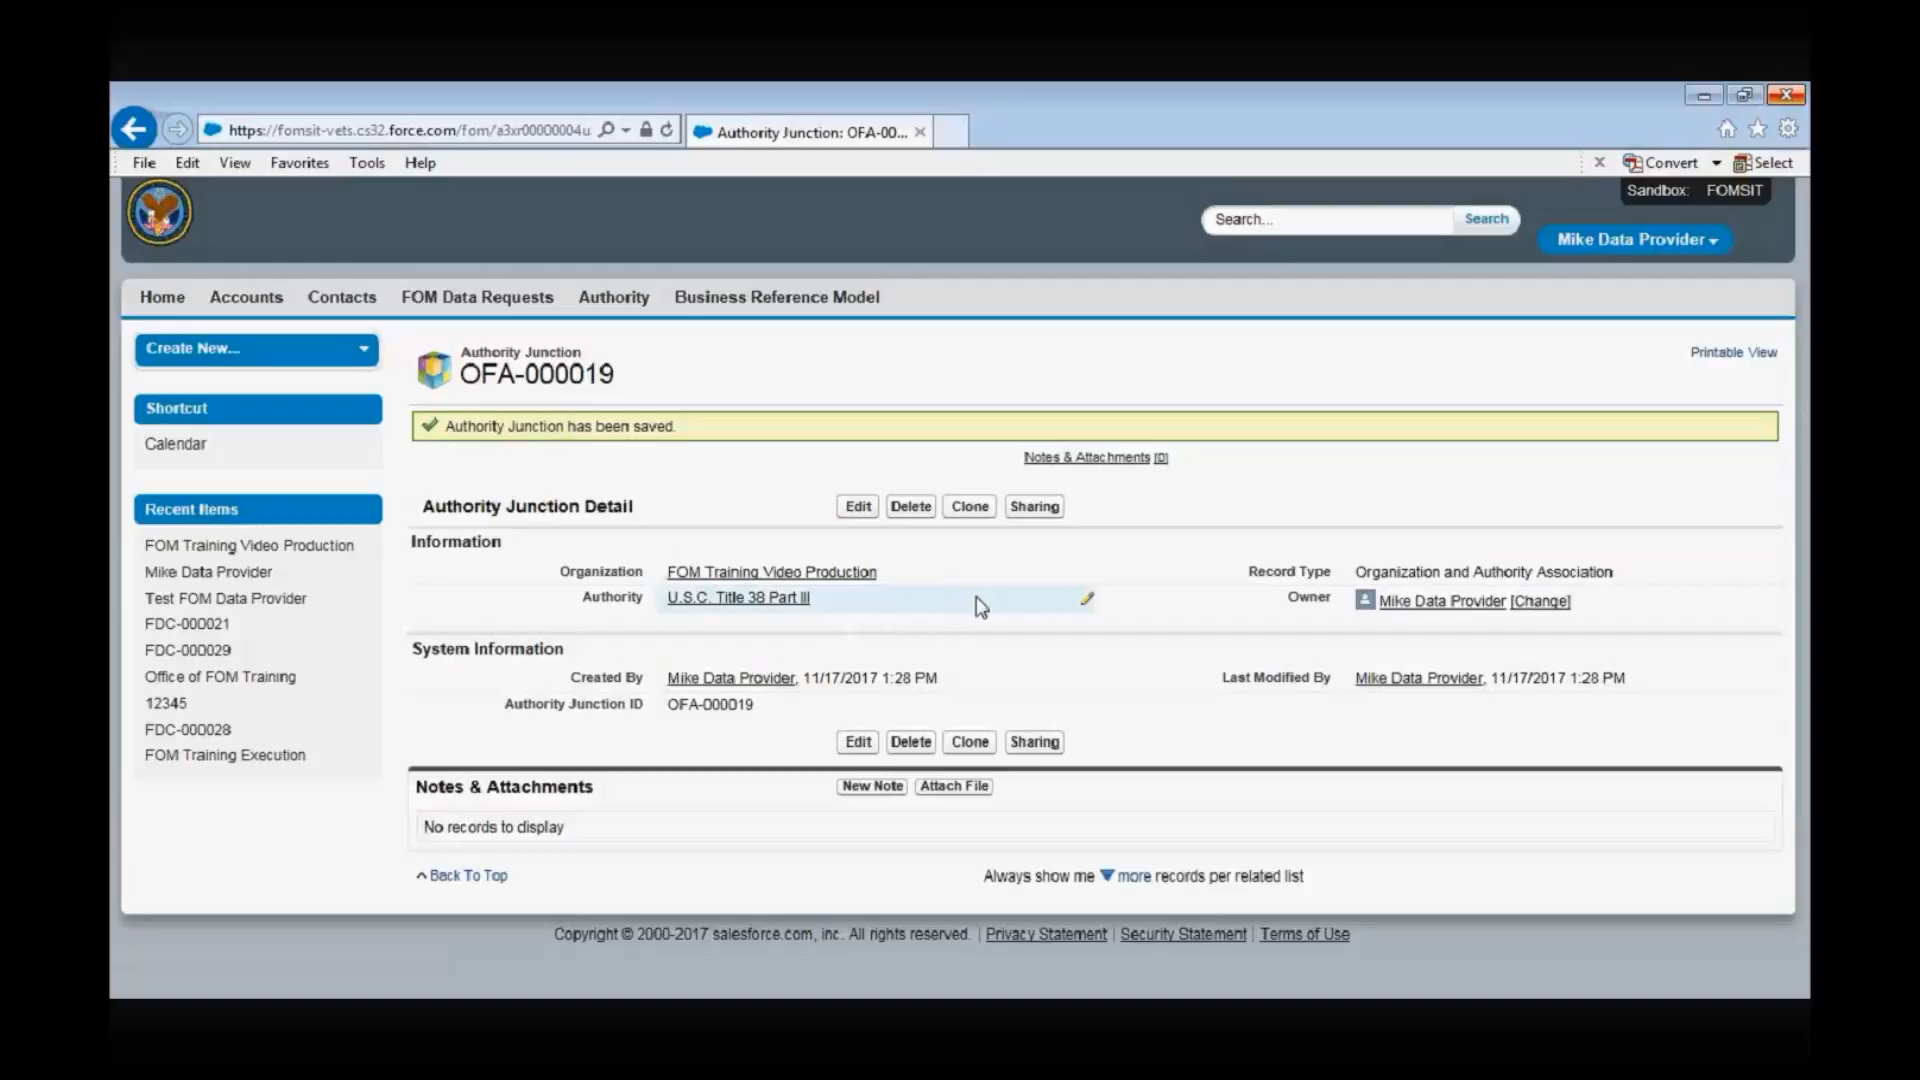 https://fomsit-vets.cs32.force.com/fom/a3xr00000004u
Authority Junction: OFA-00...
File Edit View Favorites Tools Help
Convert Select
Sandbox: FOMSIT
Search... Search
Mike Data Provider
Home Accounts Contacts FOM Data Requests Authority Business Reference Model
Create New...
Shortcut
Calendar
Recent Items
FOM Training Video Production
Mike Data Provider
Test FOM Data Provider
FDC-000021
FDC-000029
Office of FOM Training
12345
FDC-000028
FOM Training Execution
Authority Junction
OFA-000019
Printable View
Authority Junction has been saved.
Notes & Attachments [0]
Authority Junction Detail Edit Delete Clone Sharing
Information
Organization FOM Training Video Production Record Type Organization and Authority Association
Authority U.S.C. Title 38 Part III Owner Mike Data Provider [Change]
System Information
Created By Mike Data Provider, 11/17/2017 1:28 PM Last Modified By Mike Data Provider, 11/17/2017 1:28 PM
Authority Junction ID OFA-000019
Edit Delete Clone Sharing
Notes & Attachments New Note Attach File
No records to display
Back To Top Always show me more records per related list
Copyright © 2000-2017 salesforce.com, inc. All rights reserved. | Privacy Statement | Security Statement | Terms of Use